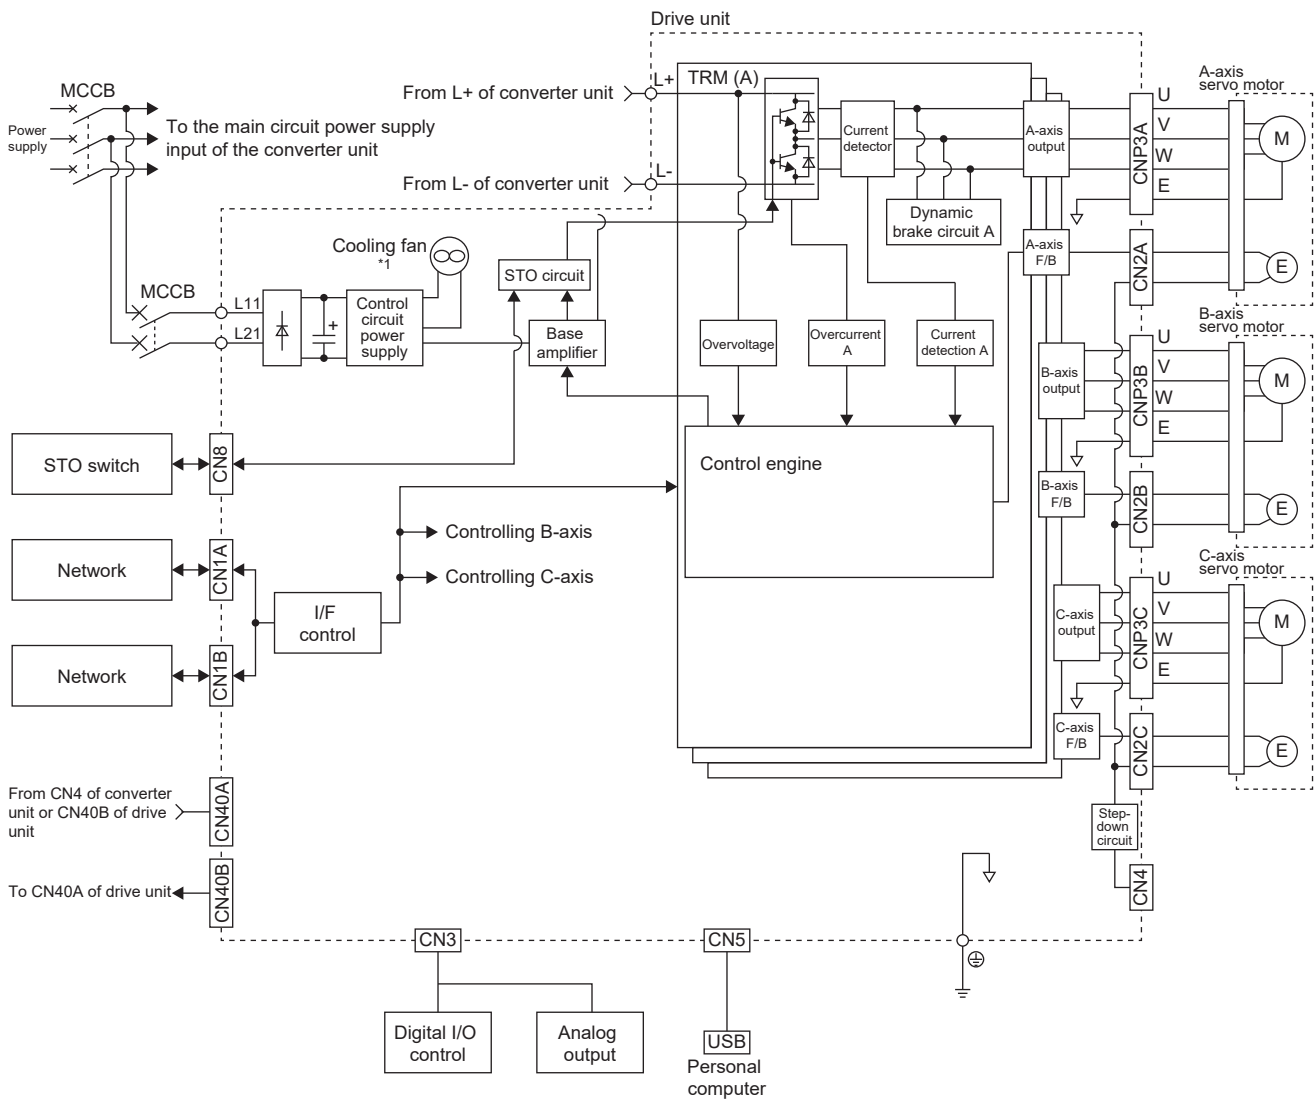 Drive unit
MCCB
Power
supply
To the main circuit power supply
input of the converter unit
From L+ of converter unit
L+
From L- of converter unit
L-
TRM (A)
Current
detector
A-axis
output
Dynamic
brake circuit A
A-axis
F/B
CNP3A
U
V
W
E
A-axis
servo motor
M
CN2A
E
Cooling fan
*1
MCCB
L11
L21
+
Control
circuit
power
supply
STO circuit
Base
amplifier
Overvoltage
Overcurrent
A
Current
detection A
B-axis
output
B-axis
F/B
CNP3B
U
V
W
E
B-axis
servo motor
M
CN2B
E
STO switch
CN8
Control engine
Network
CN1A
Controlling B-axis
Controlling C-axis
I/F
control
Network
CN1B
C-axis
output
C-axis
F/B
CNP3C
U
V
W
E
C-axis
servo motor
M
CN2C
E
From CN4 of converter
unit or CN40B of drive
unit
CN40A
To CN40A of drive unit
CN40B
Step-
down
circuit
CN4
CN3
CN5
Digital I/O
control
Analog
output
USB
Personal
computer